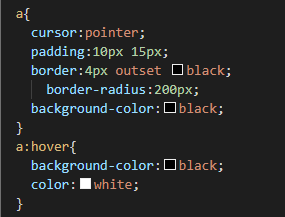 a{
cursor:pointer;
padding:10px 15px;
border:4px outset black;
border-radius:200px;
background-color:black;
}
a:hover{
background-color:black;
color:white;
}